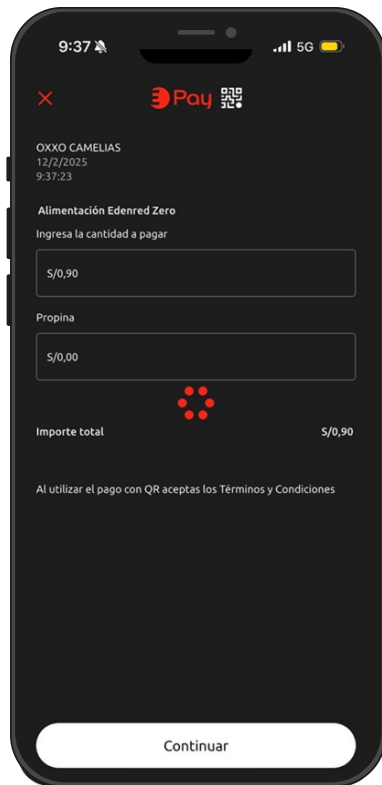 9:37 5G
Pay
OXXO CAMELIAS
12/2/2025
9:37:23
Alimentación Edenred Zero
Ingresa la cantidad a pagar
S/0,90
Propina
S/0,00
Importe total S/0,90
Al utilizar el pago con QR aceptas los Términos y Condiciones
Continuar